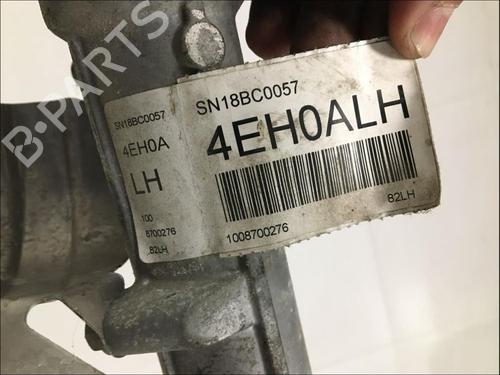 B-PARTS
SN18BC0057
4EH0A
LH
100
8700276
82LH
SN18BC0057
4EH0ALH
82LH
1008700276